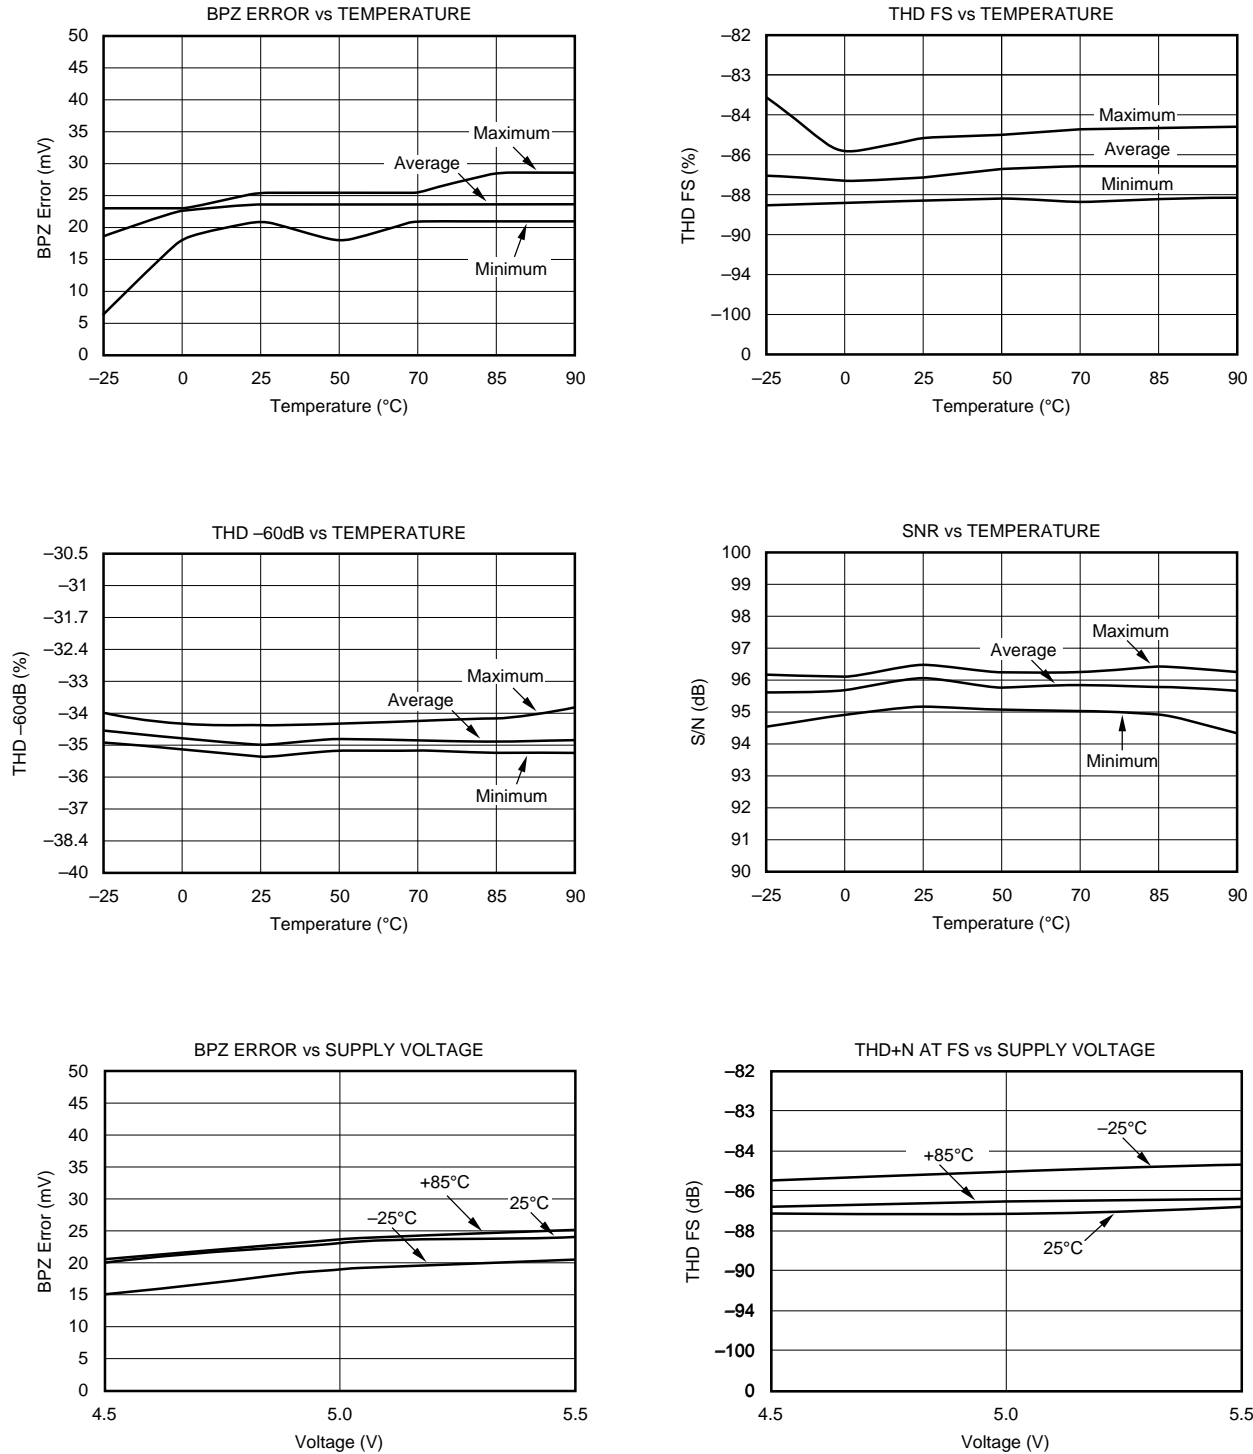 BPZ ERROR vs TEMPERATURE
50
45
40
35
30
25
20
15
10
5
0
BPZ Error (mV)
Maximum
Average
Minimum
–25 0 25 50 70 85 90
Temperature (°C)
THD FS vs TEMPERATURE
–82
–83
–84
–86
–88
–90
–94
–100
0
THD FS (%)
Maximum
Average
Minimum
–25 0 25 50 70 85 90
Temperature (°C)
THD –60dB vs TEMPERATURE
–30.5
–31
–31.7
–32.4
–33
–34
–35
–36
–37
–38.4
–40
THD –60dB (%)
Maximum
Average
Minimum
–25 0 25 50 70 85 90
Temperature (°C)
SNR vs TEMPERATURE
100
99
98
97
96
95
94
93
92
91
90
S/N (dB)
Maximum
Average
Minimum
–25 0 25 50 70 85 90
Temperature (°C)
BPZ ERROR vs SUPPLY VOLTAGE
50
45
40
35
30
25
20
15
10
5
0
BPZ Error (mV)
+85°C
25°C
–25°C
4.5 5.0 5.5
Voltage (V)
THD+N AT FS vs SUPPLY VOLTAGE
–82
–83
–84
–86
–88
–90
–94
–100
0
THD FS (dB)
–25°C
+85°C
25°C
4.5 5.0 5.5
Voltage (V)